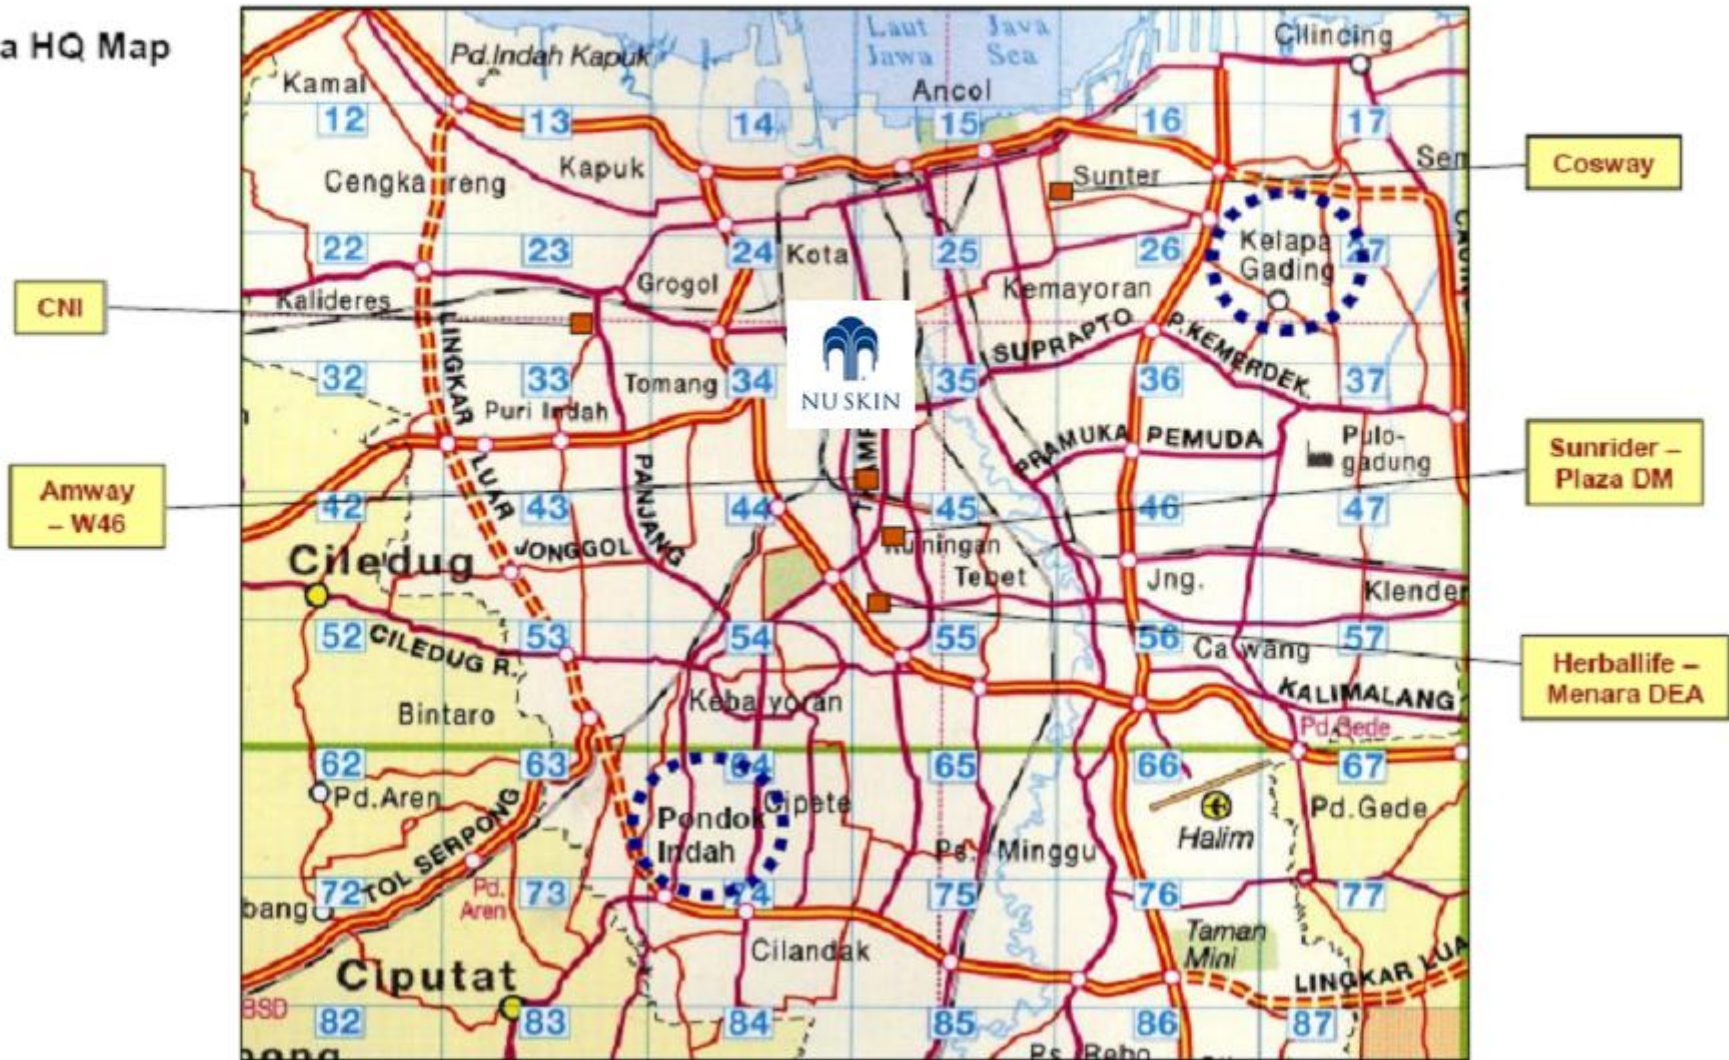 a HQ Map
Laut
Jawa
Java
Sea
Cilincing
Pd.Indah Kapuk
Kamal
Ancol
12
13
14
15
16
17
Kapuk
Cengkareng
Sunter
Sen
Cosway
22
23
24
25
26
27
Kota
Kelapa
Gading
Grogol
Kemayoran
Kalideres
CNI
LINGKAR
SUPRAPTO
P.KEMERDEK.
NU SKIN
32
33
34
35
36
37
Tomang
Puri Indah
PRAMUKA
PEMUDA
Pulo-
gadung
Sunrider –
Plaza DM
LUAR
PANJANG
Amway
– W46
42
43
44
45
46
47
Ciledug
JONGGOL
Kuningan
Tebet
Jng.
Klender
52
53
54
55
56
57
CILEDUG R.
Cawang
Herballife –
Menara DEA
Bintaro
Kebayoran
KALIMALANG
Pd.Gede
62
63
64
65
66
67
Pd.Aren
Cipete
Pd.Gede
Pondok
Indah
Halim
TOL SERPONG
Ps. Minggu
72
73
74
75
76
77
Pd.
Aren
bang
Cilandak
Taman
Mini
Ciputat
LINGKAR LUA
BSD
82
83
84
85
86
87
Ps. Rebo